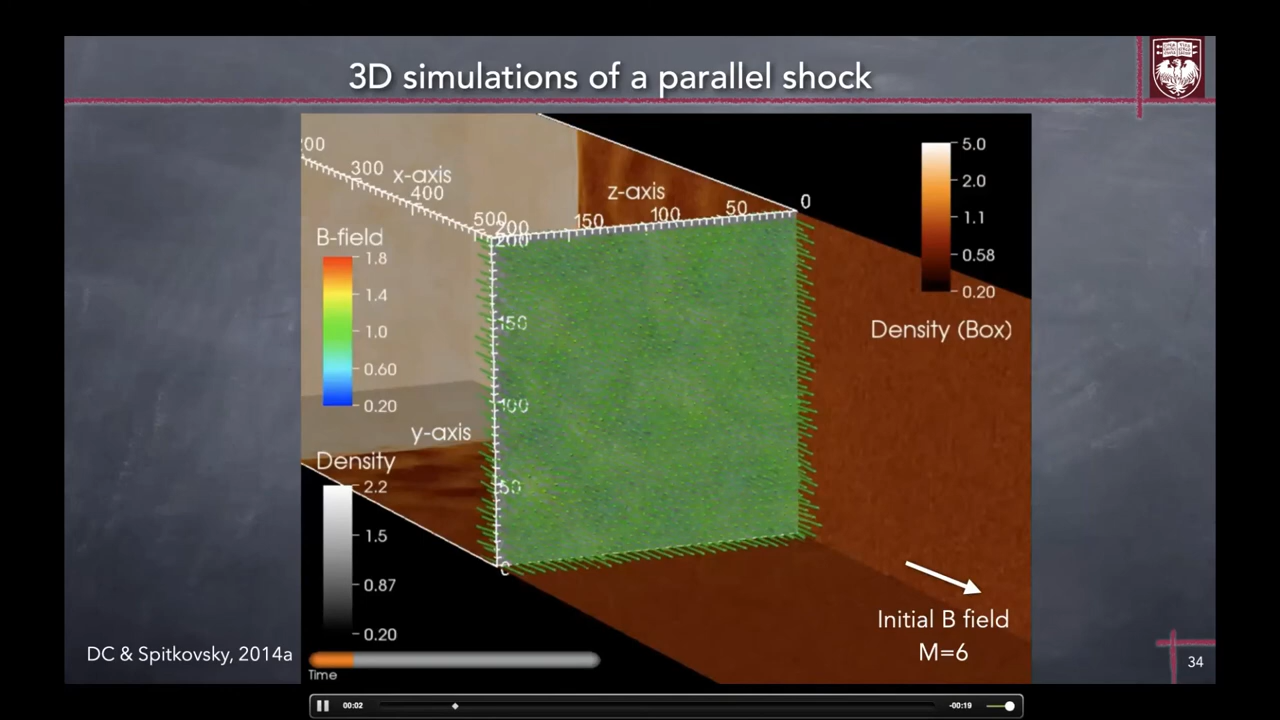 3D simulations of a parallel shock
00
300
x-axis
400
500
200
200
150
z-axis
100
50
0
B-field
1.8
1.4
1.0
0.60
0.20
150
100
y-axis
50
0
Density
2.2
1.5
0.87
0.20
5.0
2.0
1.1
0.58
0.20
Density (Box)
Initial B field
M=6
DC & Spitkovsky, 2014a
Time
34
00:02
-00:19